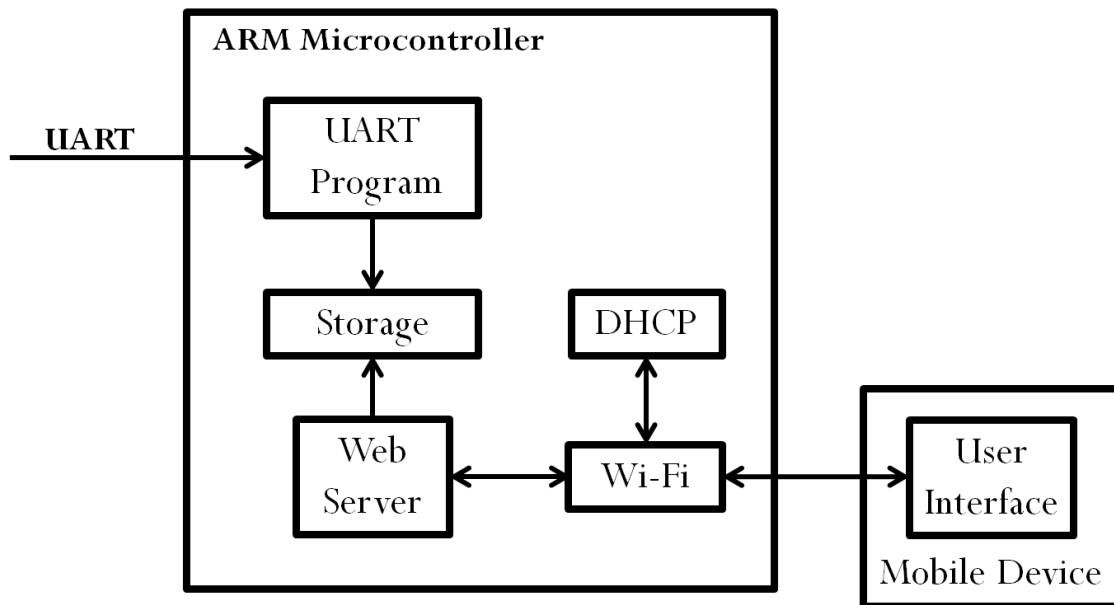 ARM Microcontroller
UART
UART
Program
Storage
DHCP
Web
Server
Wi-Fi
User
Interface
Mobile Device